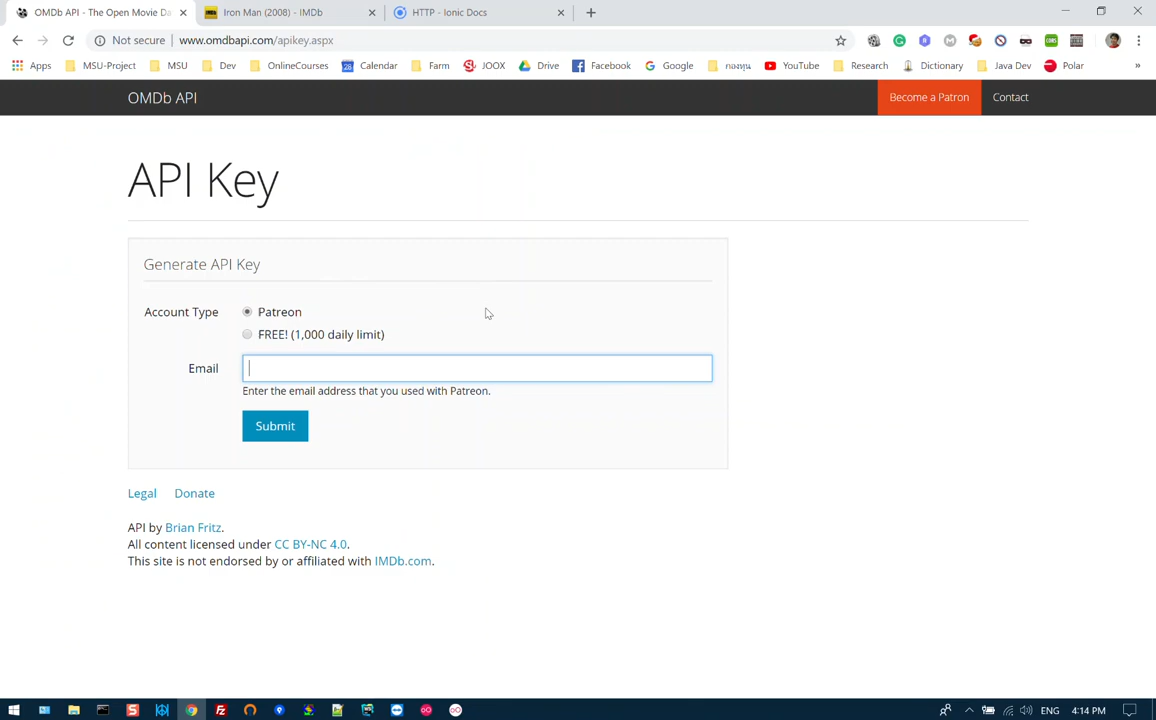 OMDb API - The Open Movie Da
Iron Man (2008) - IMDb
HTTP - Ionic Docs
Not secure | www.omdbapi.com/apikey.aspx
Apps MSU-Project MSU Dev OnlineCourses Calendar Farm JOOX Drive Facebook Google กองทุน YouTube Research Dictionary Java Dev Polar »
OMDb API
Become a Patron
Contact
API Key
Generate API Key
Account Type
Patreon
FREE! (1,000 daily limit)
Email
Enter the email address that you used with Patreon.
Submit
Legal Donate
API by Brian Fritz.
All content licensed under CC BY-NC 4.0.
This site is not endorsed by or affiliated with IMDb.com.
ENG 4:14 PM